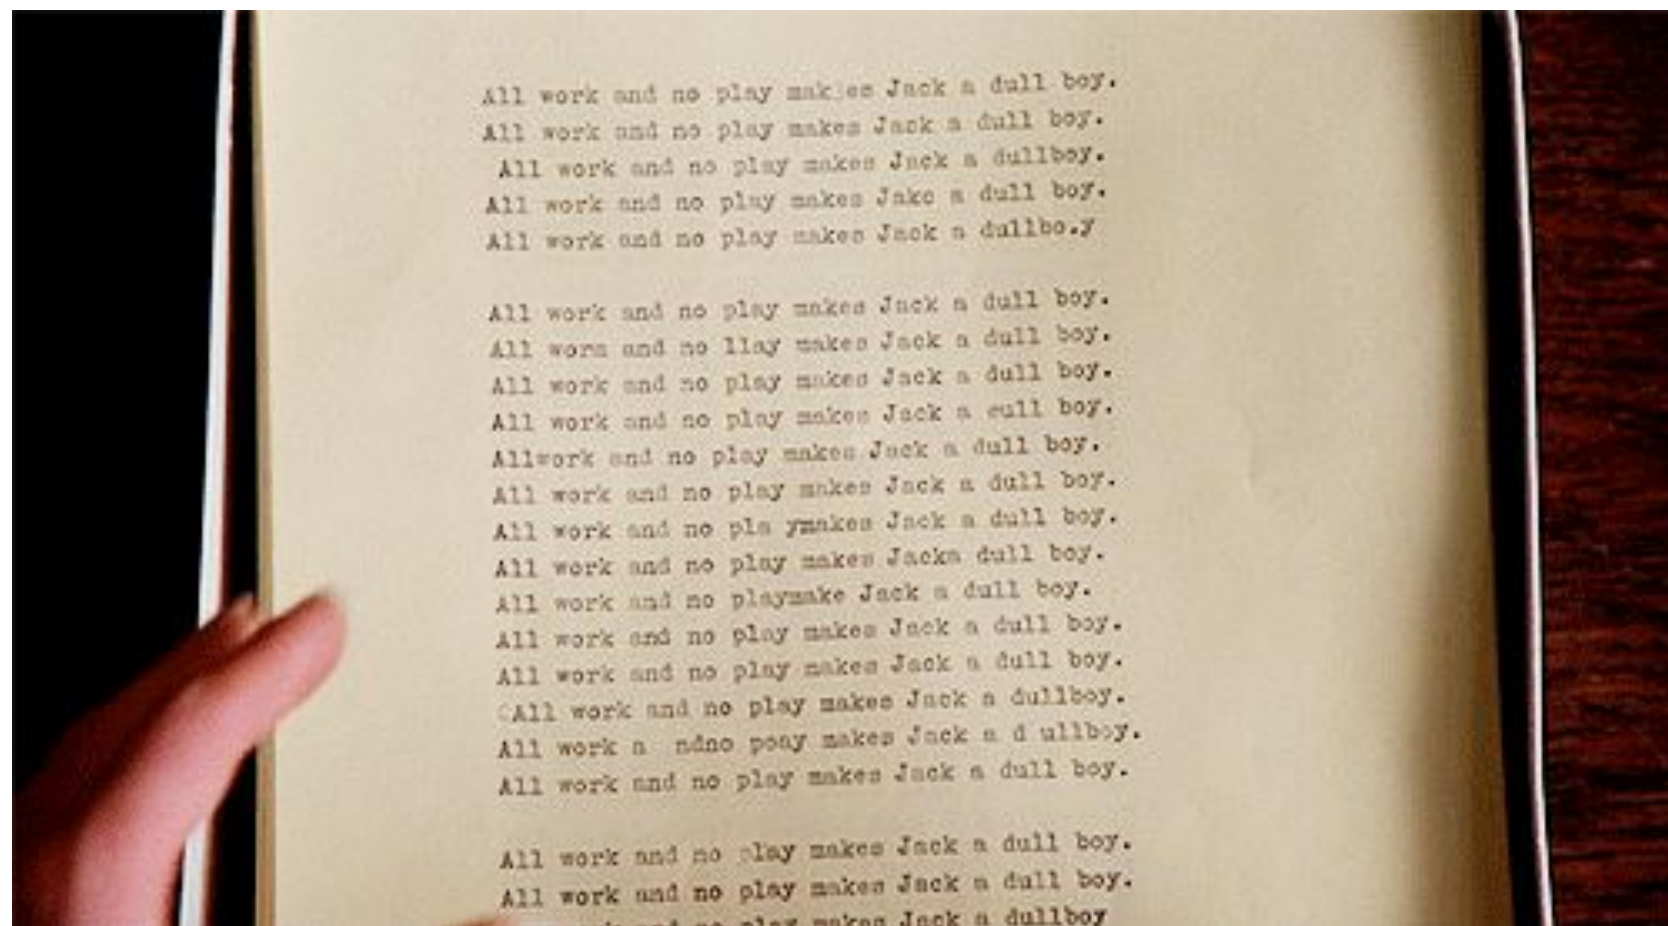 All work and no play mak es Jack a dull boy.
All work and no play makes Jack a dull boy.
All work and no play makes Jack a dullboy.
All work and no play makes Jake a dull boy.
All work and no play makes Jack a dullbo.y
All work and no play makes Jack a dull boy.
All worm and no llay makes Jack a dull boy.
All work and no play makes Jack a dull boy.
All work and no play makes Jack a cull boy.
Allwork and no play makes Jack a dull boy.
All work and no play makes Jack a dull boy.
All work and no pla ymakes Jack a dull boy.
All work and no play makes Jacka dull boy.
All work and no playmake Jack a dull boy.
All work and no play makes Jack a dull boy.
All work and no play makes Jack a dull boy.
All work and no play makes Jack a dullboy.
All work a ndno poay makes Jack a d ullboy.
All work and no play makes Jack a dull boy.
All work and no play makes Jack a dull boy.
All work and no play makes Jack a dull boy.
and no play makes Jack a dullboy